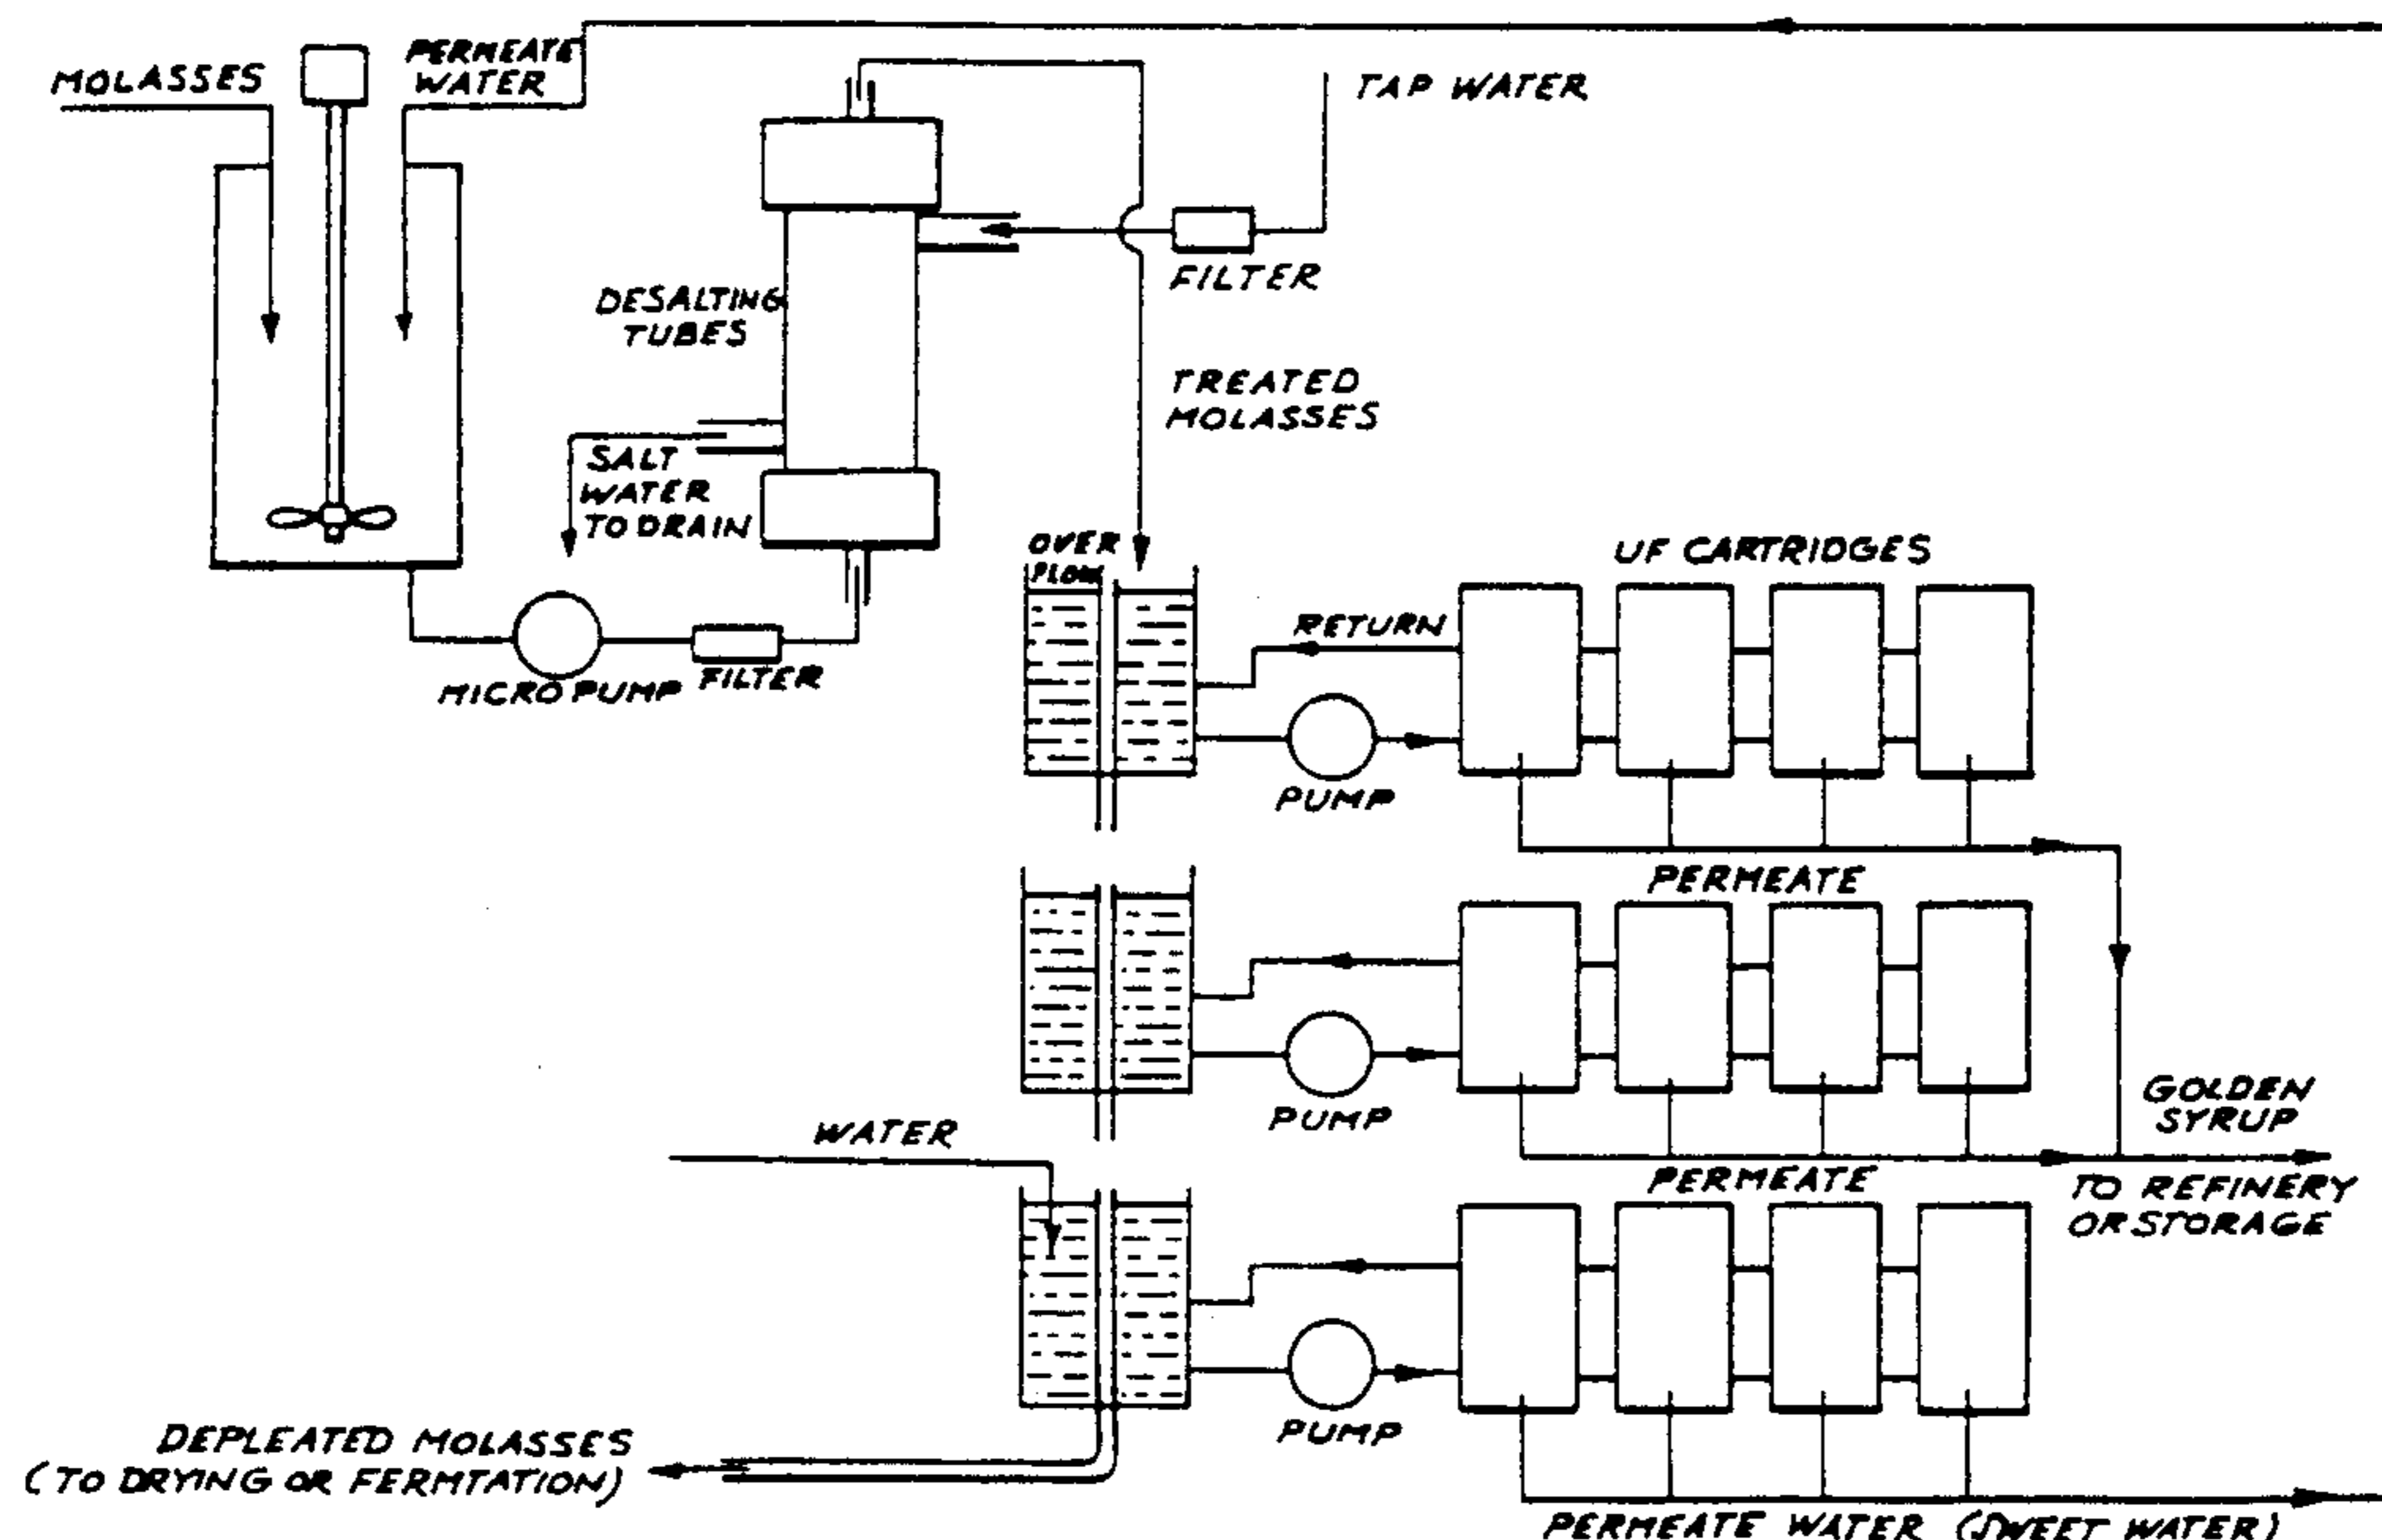 MOLASSES
PERMEATE
WATER
TAP WATER
FILTER
DESALTING
TUBES
TREATED
MOLASSES
SALT
WATER
TO DRAIN
MICRO PUMP
FILTER
OVER
FLOW
UF CARTRIDGES
RETURN
PUMP
PERMEATE
PUMP
WATER
GOLDEN
SYRUP
PERMEATE
TO REFINERY
OR STORAGE
PUMP
DEPLEATED MOLASSES
(TO DRYING OR FERMTATION)
PERMEATE WATER (SWEET WATER)